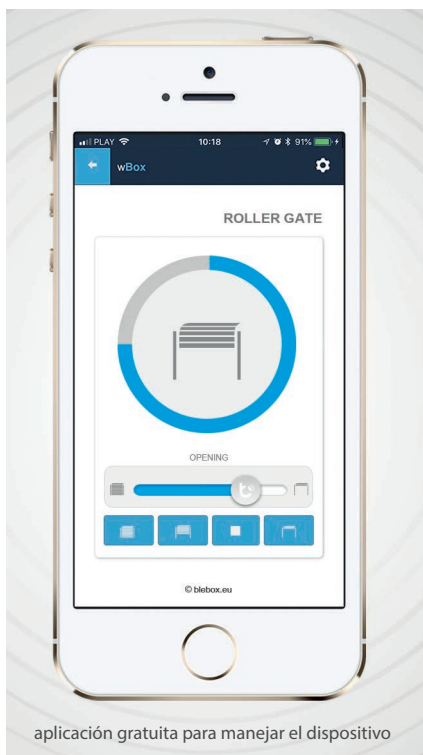 PLAY 10:18 91%
wBox
ROLLER GATE
OPENING
© blebox.eu
aplicación gratuita para manejar el dispositivo